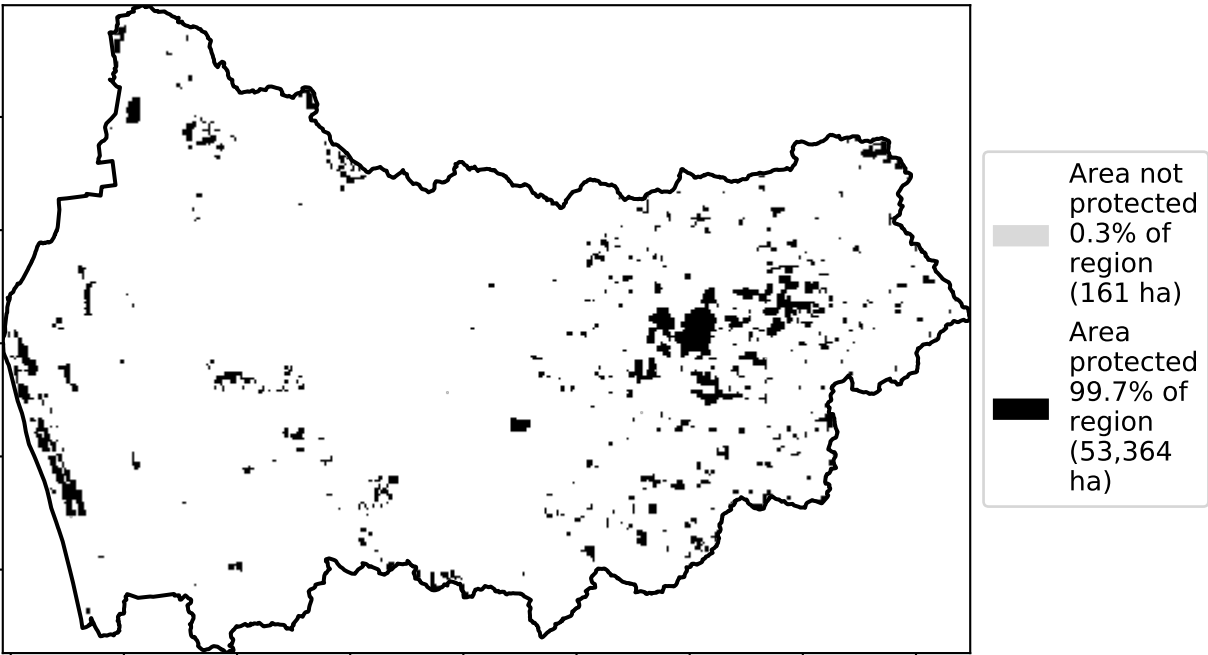 Area not
protected
0.3% of
region
(161 ha)
Area
protected
99.7% of
region
(53,364
ha)